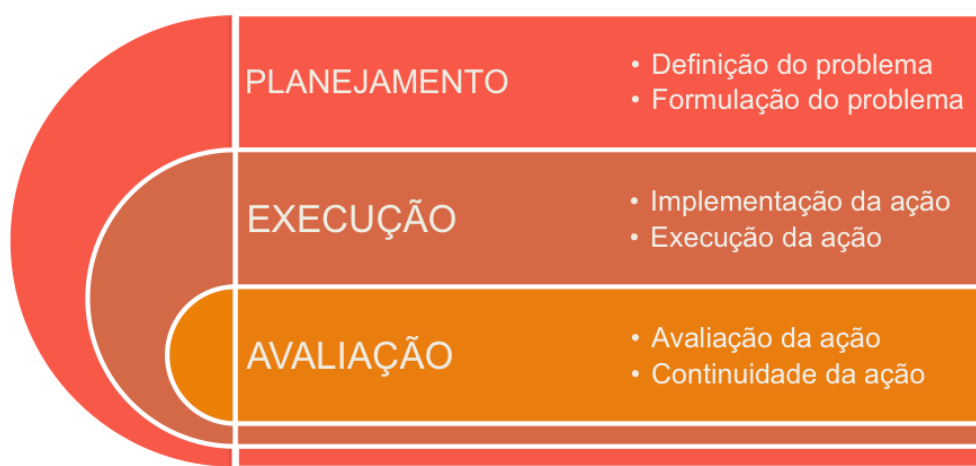 PLANEJAMENTO
• Definição do problema
• Formulação do problema
EXECUÇÃO
• Implementação da ação
• Execução da ação
AVALIAÇÃO
• Avaliação da ação
• Continuidade da ação